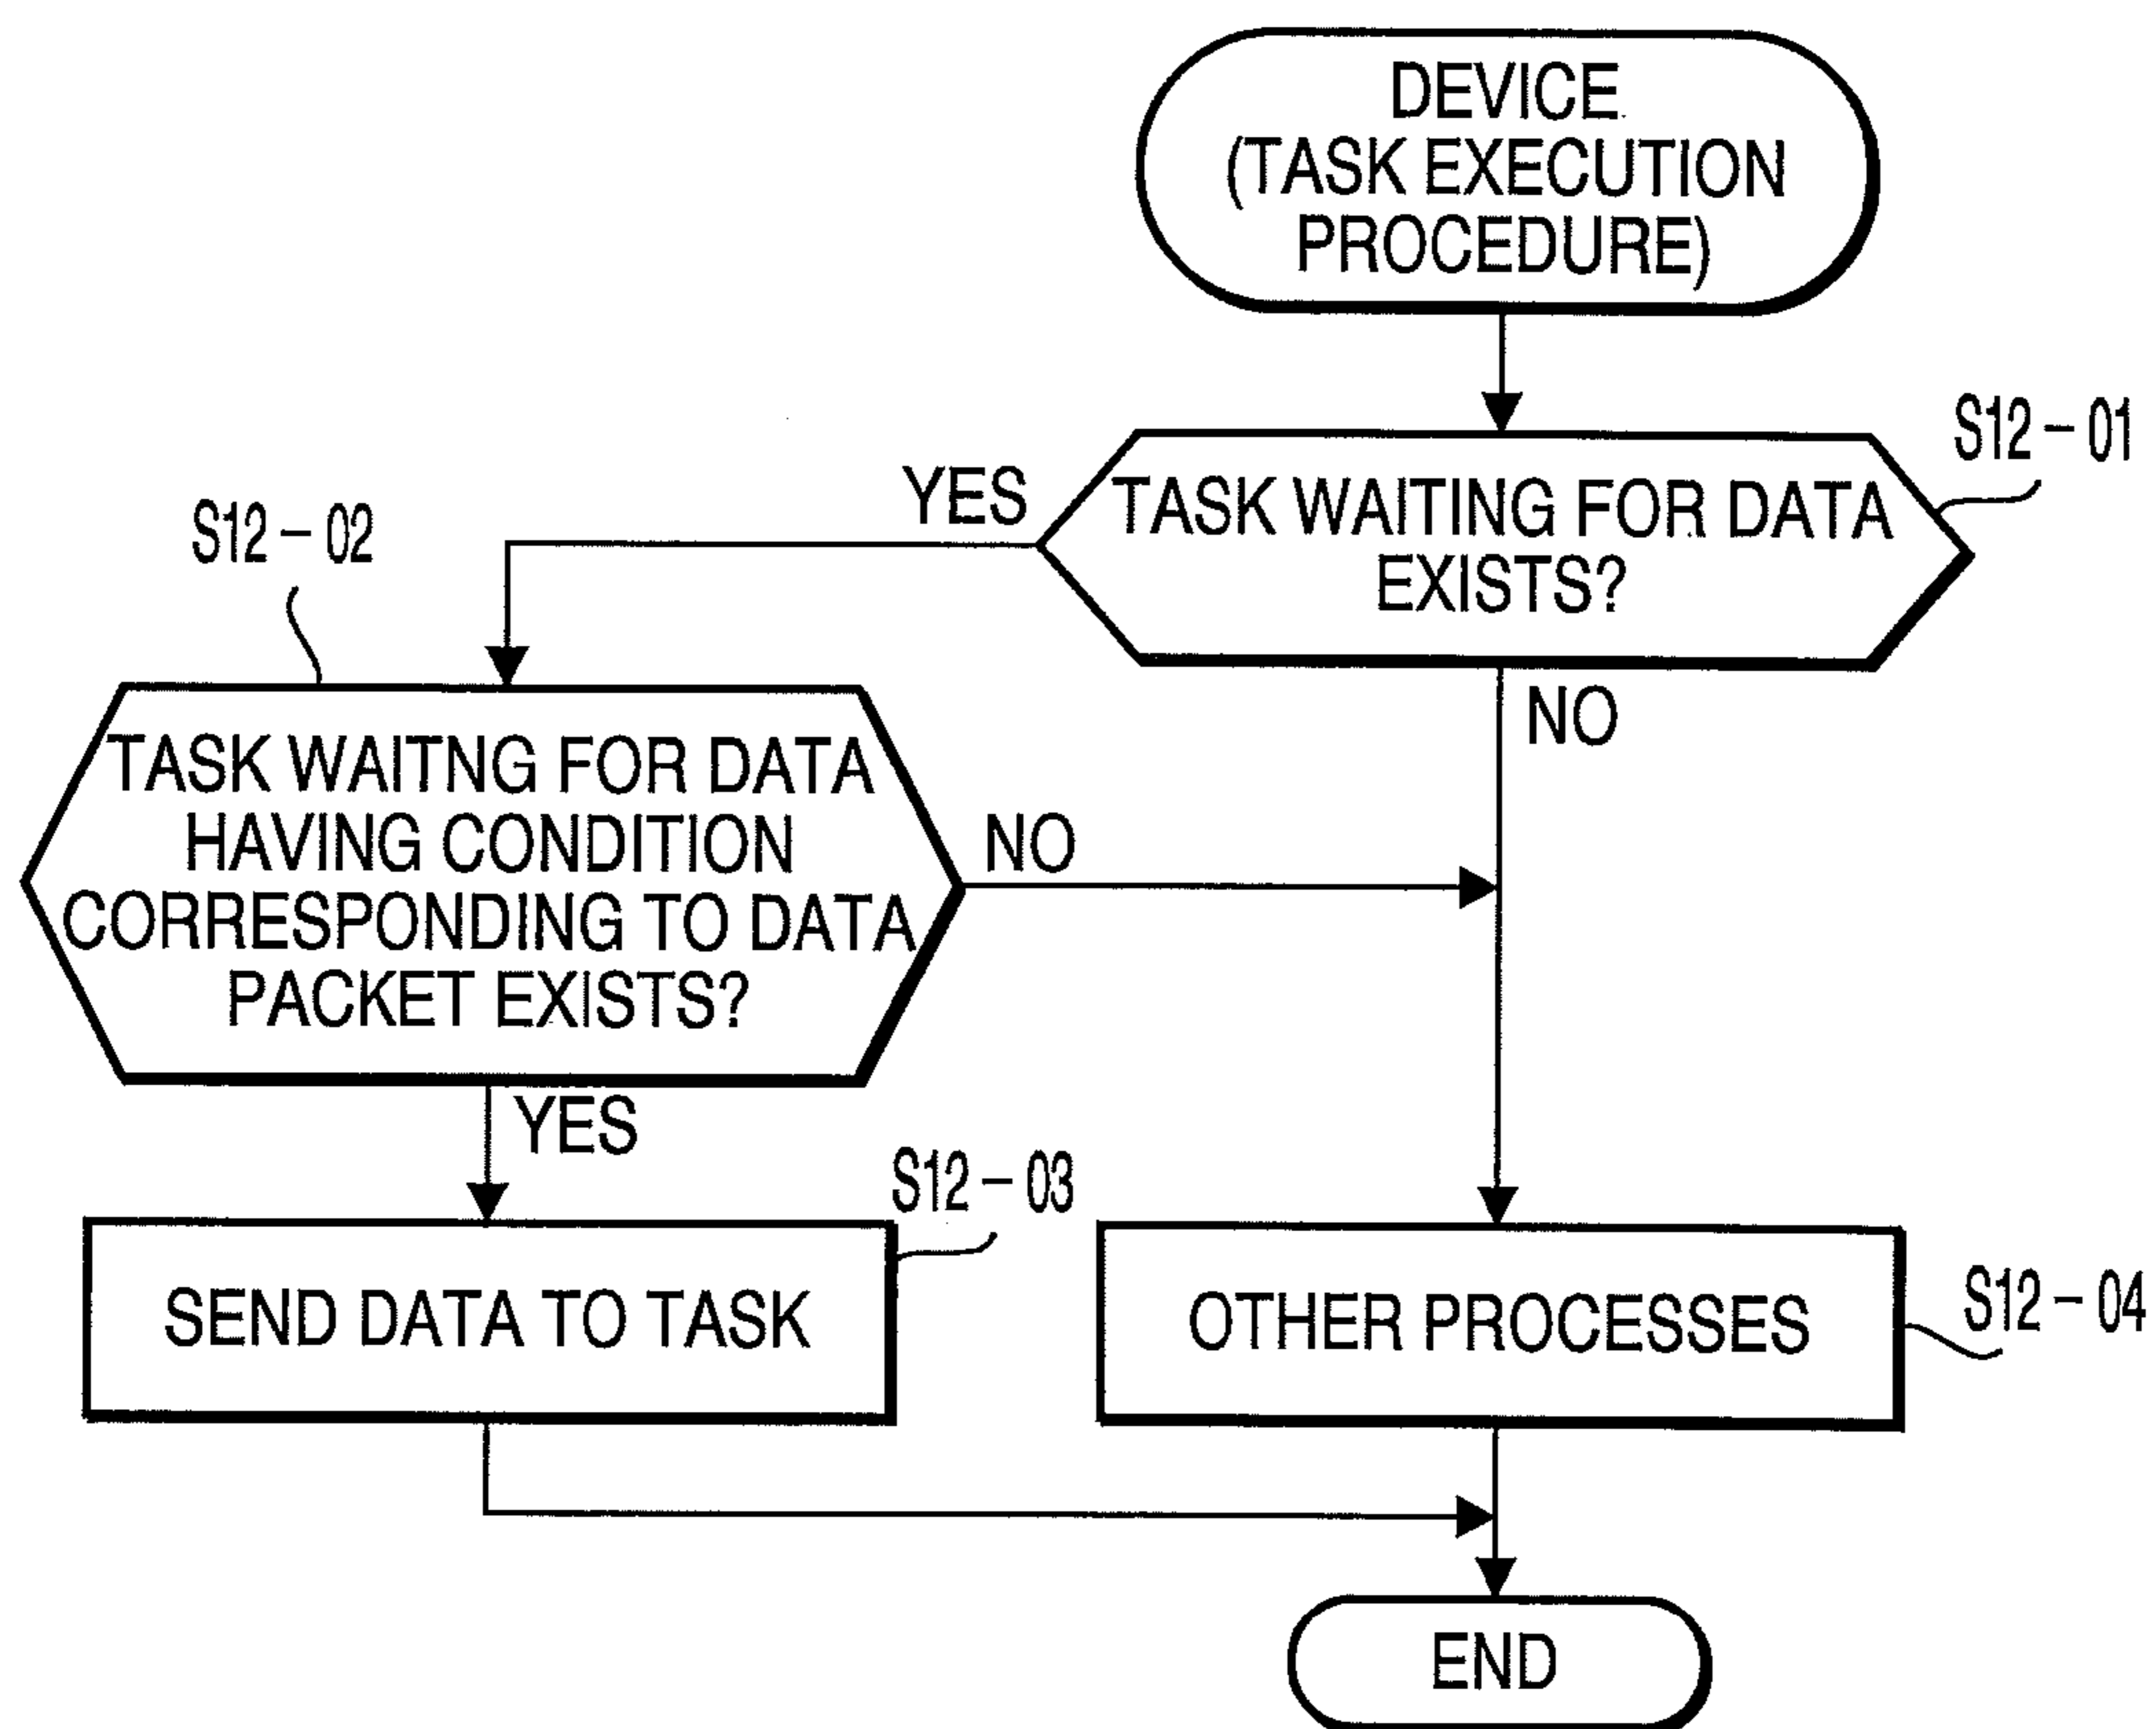 DEVICE
(TASK EXECUTION
PROCEDURE)
S12-01
YES
TASK WAITING FOR DATA
EXISTS?
S12-02
NO
TASK WAITNG FOR DATA
HAVING CONDITION
CORRESPONDING TO DATA
PACKET EXISTS?
NO
YES
S12-03
SEND DATA TO TASK
OTHER PROCESSES
S12-04
END